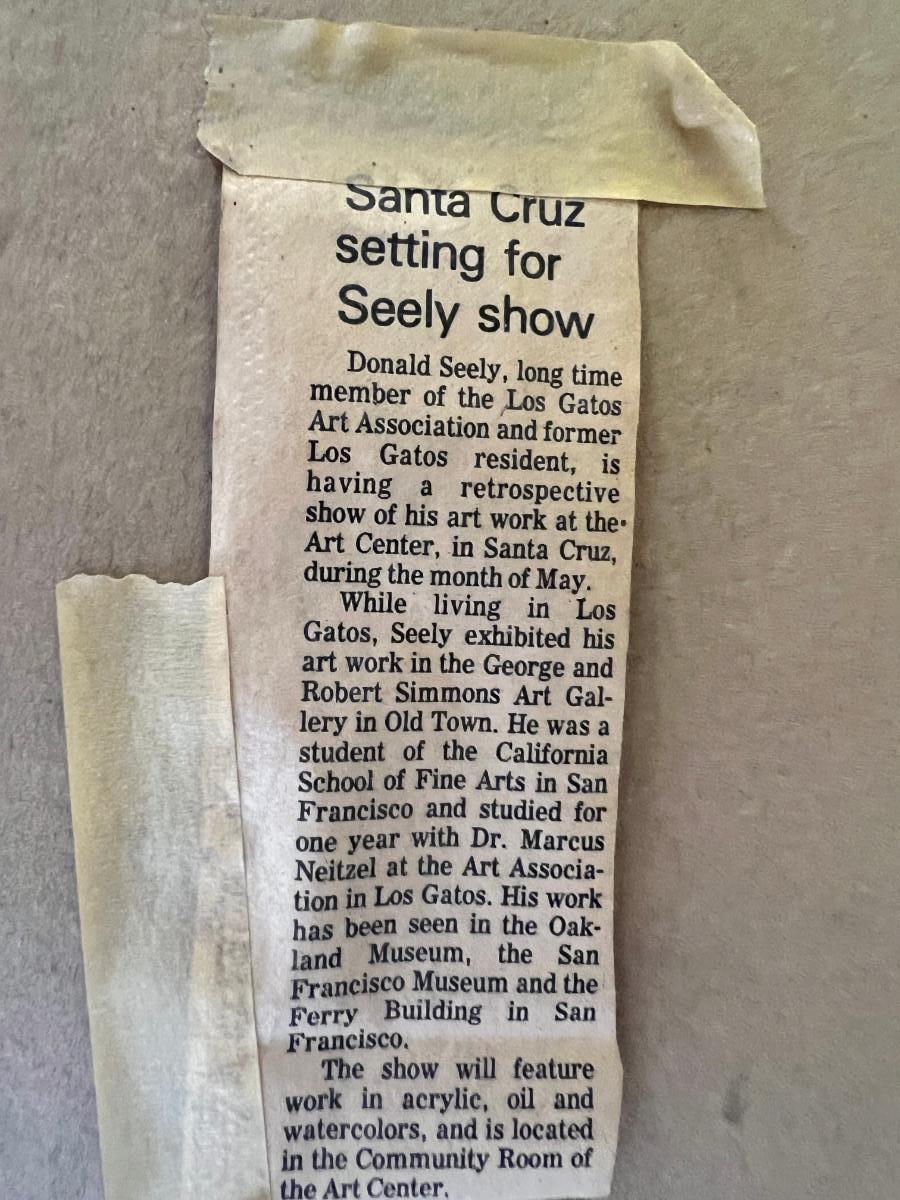 Santa Cruz
setting for
Seely show
Donald Seely, long time
member of the Los Gatos
Art Association and former
Los Gatos resident, is
having a retrospective
show of his art work at the
Art Center, in Santa Cruz,
during the month of May.
While living in Los
Gatos, Seely exhibited his
art work in the George and
Robert Simmons Art Gal-
lery in Old Town. He was a
student of the California
School of Fine Arts in San
Francisco and studied for
one year with Dr. Marcus
Neitzel at the Art Associa-
tion in Los Gatos. His work
has been seen in the Oak-
land Museum, the San
Francisco Museum and the
Ferry Building in San
Francisco.
The show will feature
work in acrylic, oil and
watercolors, and is located
in the Community Room of
the Art Center.